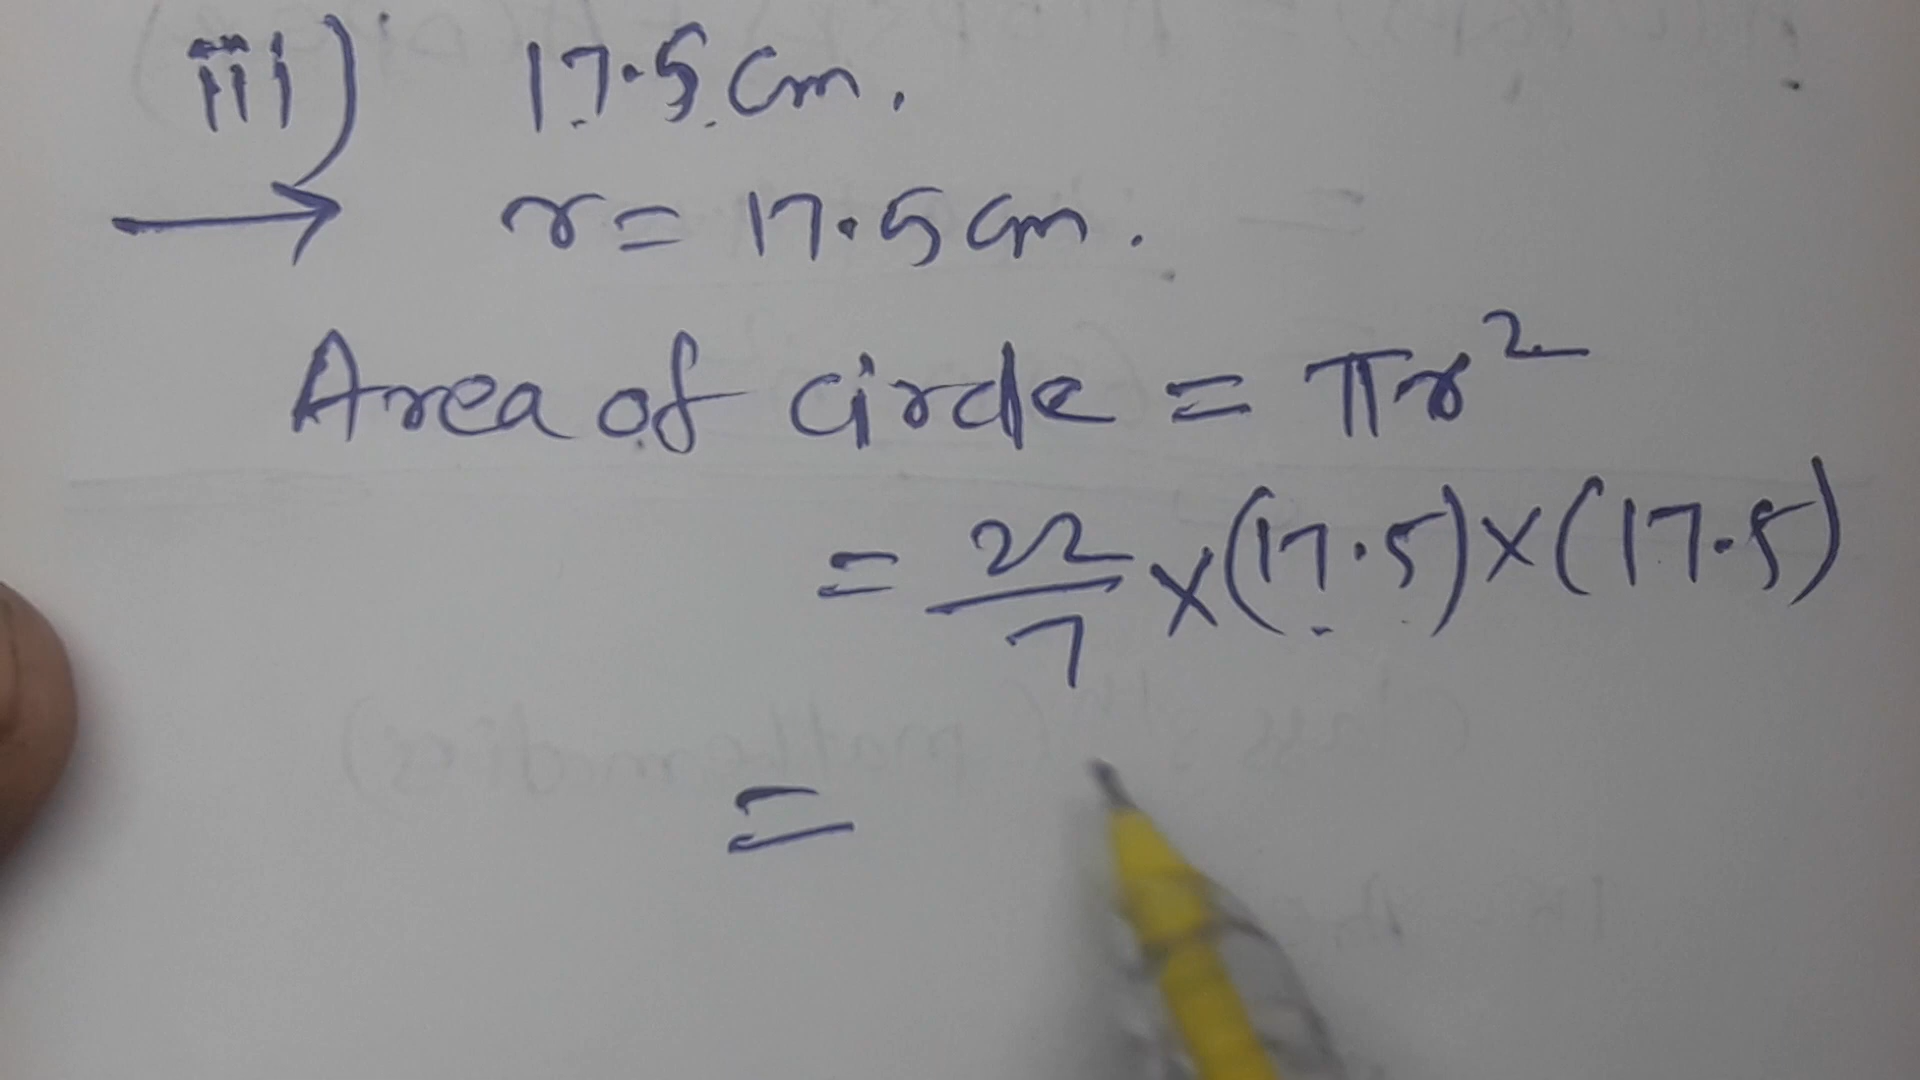 iii) 17.5 cm.
→ r = 17.5 cm.
Area of circle = πr²
= 22/7 × (17.5) × (17.5)
=